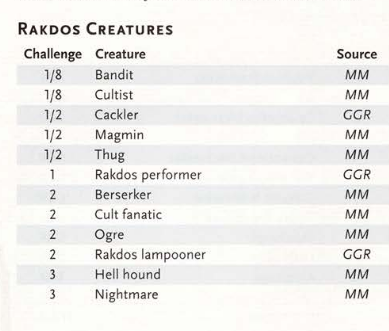 RAKDOS CREATURES
Challenge Creature Source
1/8 Bandit MM
1/8 Cultist MM
1/2 Cackler GGR
1/2 Magmin MM
1/2 Thug MM
1 Rakdos performer GGR
2 Berserker MM
2 Cult fanatic MM
2 Ogre MM
2 Rakdos lampooner GGR
3 Hell hound MM
3 Nightmare MM